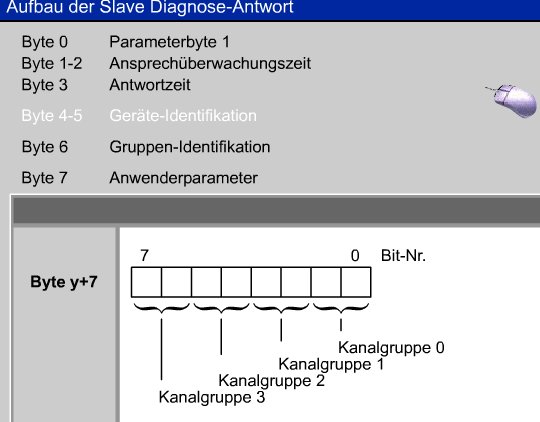 Aufbau der Slave Diagnose-Antwort
Byte 0 Parameterbyte 1
Byte 1-2 Ansprechüberwachungszeit
Byte 3 Antwortzeit
Byte 4-5 Geräte-Identifikation
Byte 6 Gruppen-Identifikation
Byte 7 Anwenderparameter
7 0 Bit-Nr.
Byte y+7
Kanalgruppe 0
Kanalgruppe 1
Kanalgruppe 2
Kanalgruppe 3